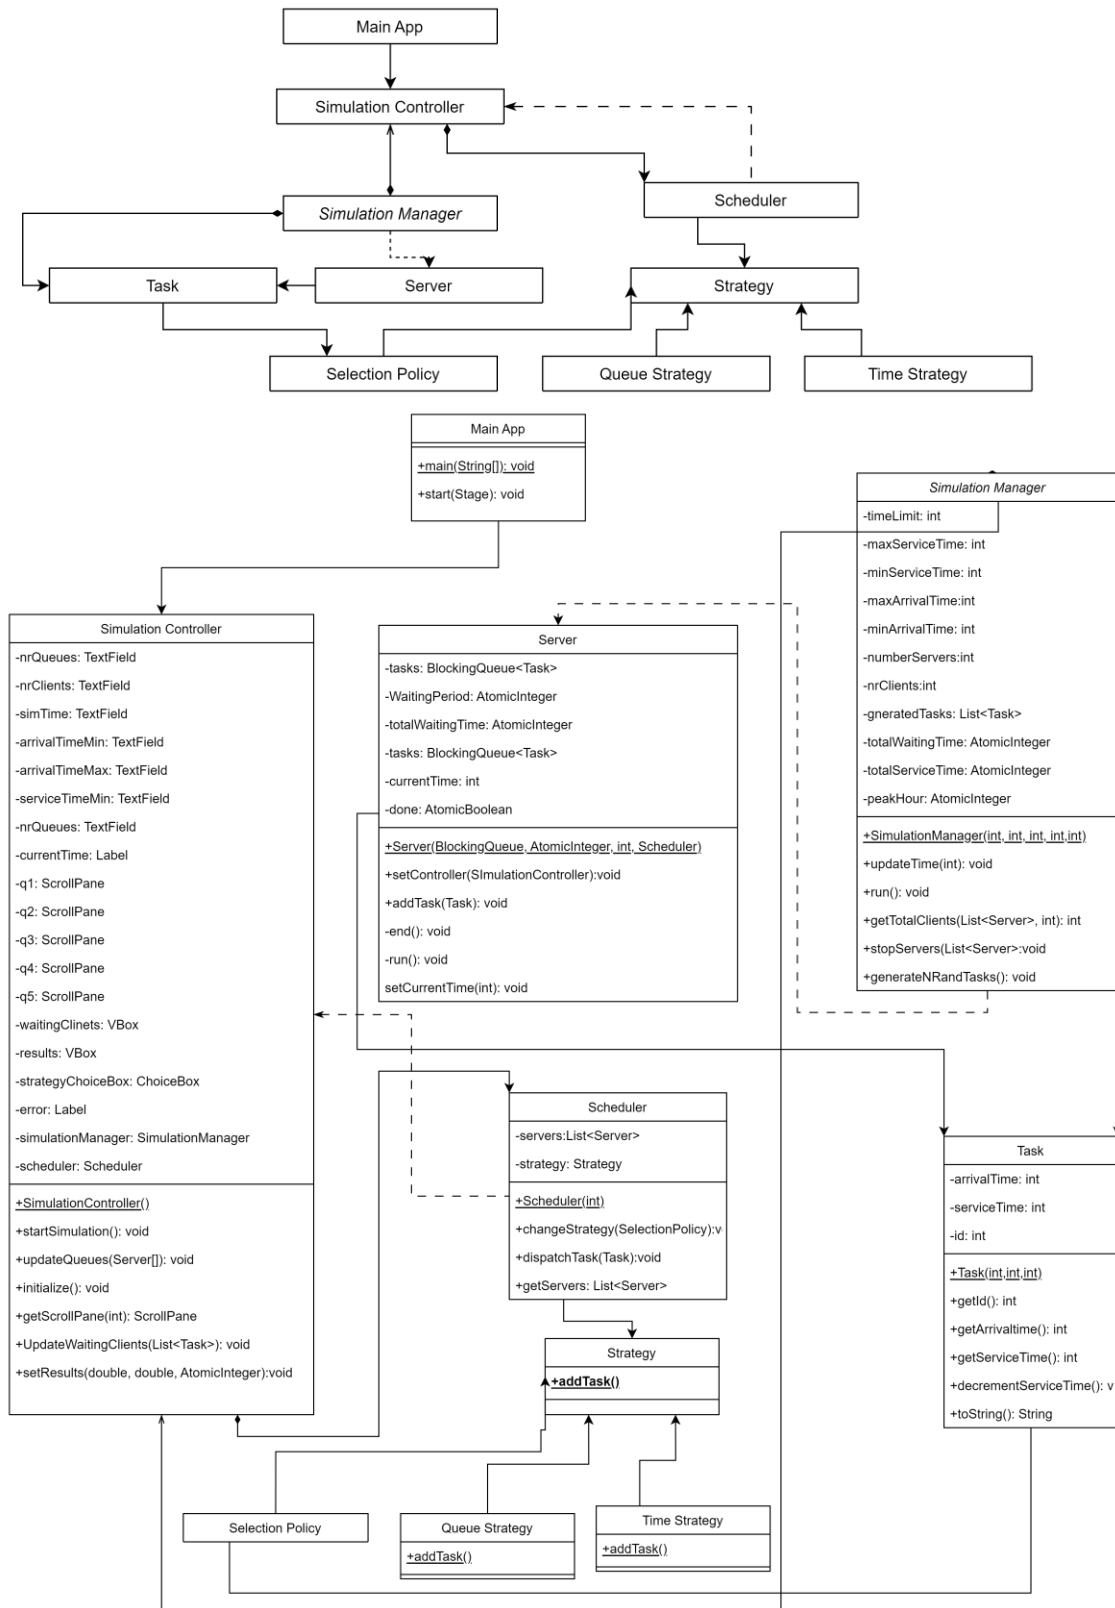 Main App
Simulation Controller
Simulation Manager
Scheduler
Task
Server
Strategy
Selection Policy
Queue Strategy
Time Strategy
Main App
+main(String[]): void
+start(Stage): void
Simulation Manager
-timeLimit: int
-maxServiceTime: int
-minServiceTime: int
-maxArrivalTime:int
-minArrivalTime: int
-numberServers:int
-nrClients:int
-gneratedTasks: List<Task>
-totalWaitingTime: AtomicInteger
-totalServiceTime: AtomicInteger
-peakHour: AtomicInteger
+SimulationManager(int, int, int, int,int)
+updateTime(int): void
+run(): void
+getTotalClients(List<Server>, int): int
+stopServers(List<Server>:void
+generateNRandTasks(): void
Simulation Controller
-nrQueues: TextField
-nrClients: TextField
-simTime: TextField
-arrivalTimeMin: TextField
-arrivalTimeMax: TextField
-serviceTimeMin: TextField
-nrQueues: TextField
-currentTime: Label
-q1: ScrollPane
-q2: ScrollPane
-q3: ScrollPane
-q4: ScrollPane
-q5: ScrollPane
-waitingClinets: VBox
-results: VBox
-strategyChoiceBox: ChoiceBox
-error: Label
-simulationManager: SimulationManager
-scheduler: Scheduler
+SimulationController()
+startSimulation(): void
+updateQueues(Server[]): void
+initialize(): void
+getScrollPane(int): ScrollPane
+UpdateWaitingClients(List<Task>): void
+setResults(double, double, AtomicInteger):void
Server
-tasks: BlockingQueue<Task>
-WaitingPeriod: AtomicInteger
-totalWaitingTime: AtomicInteger
-tasks: BlockingQueue<Task>
-currentTime: int
-done: AtomicBoolean
+Server(BlockingQueue, AtomicInteger, int, Scheduler)
+setController(SImulationController):void
+addTask(Task): void
-end(): void
-run(): void
setCurrentTime(int): void
Scheduler
-servers:List<Server>
-strategy: Strategy
+Scheduler(int)
+changeStrategy(SelectionPolicy):v
+dispatchTask(Task):void
+getServers: List<Server>
Task
-arrivalTime: int
-serviceTime: int
-id: int
+Task(int,int,int)
+getId(): int
+getArrivaltime(): int
+getServiceTime(): int
+decrementServiceTime(): v
+toString(): String
Strategy
+addTask()
Selection Policy
Queue Strategy
+addTask()
Time Strategy
+addTask()